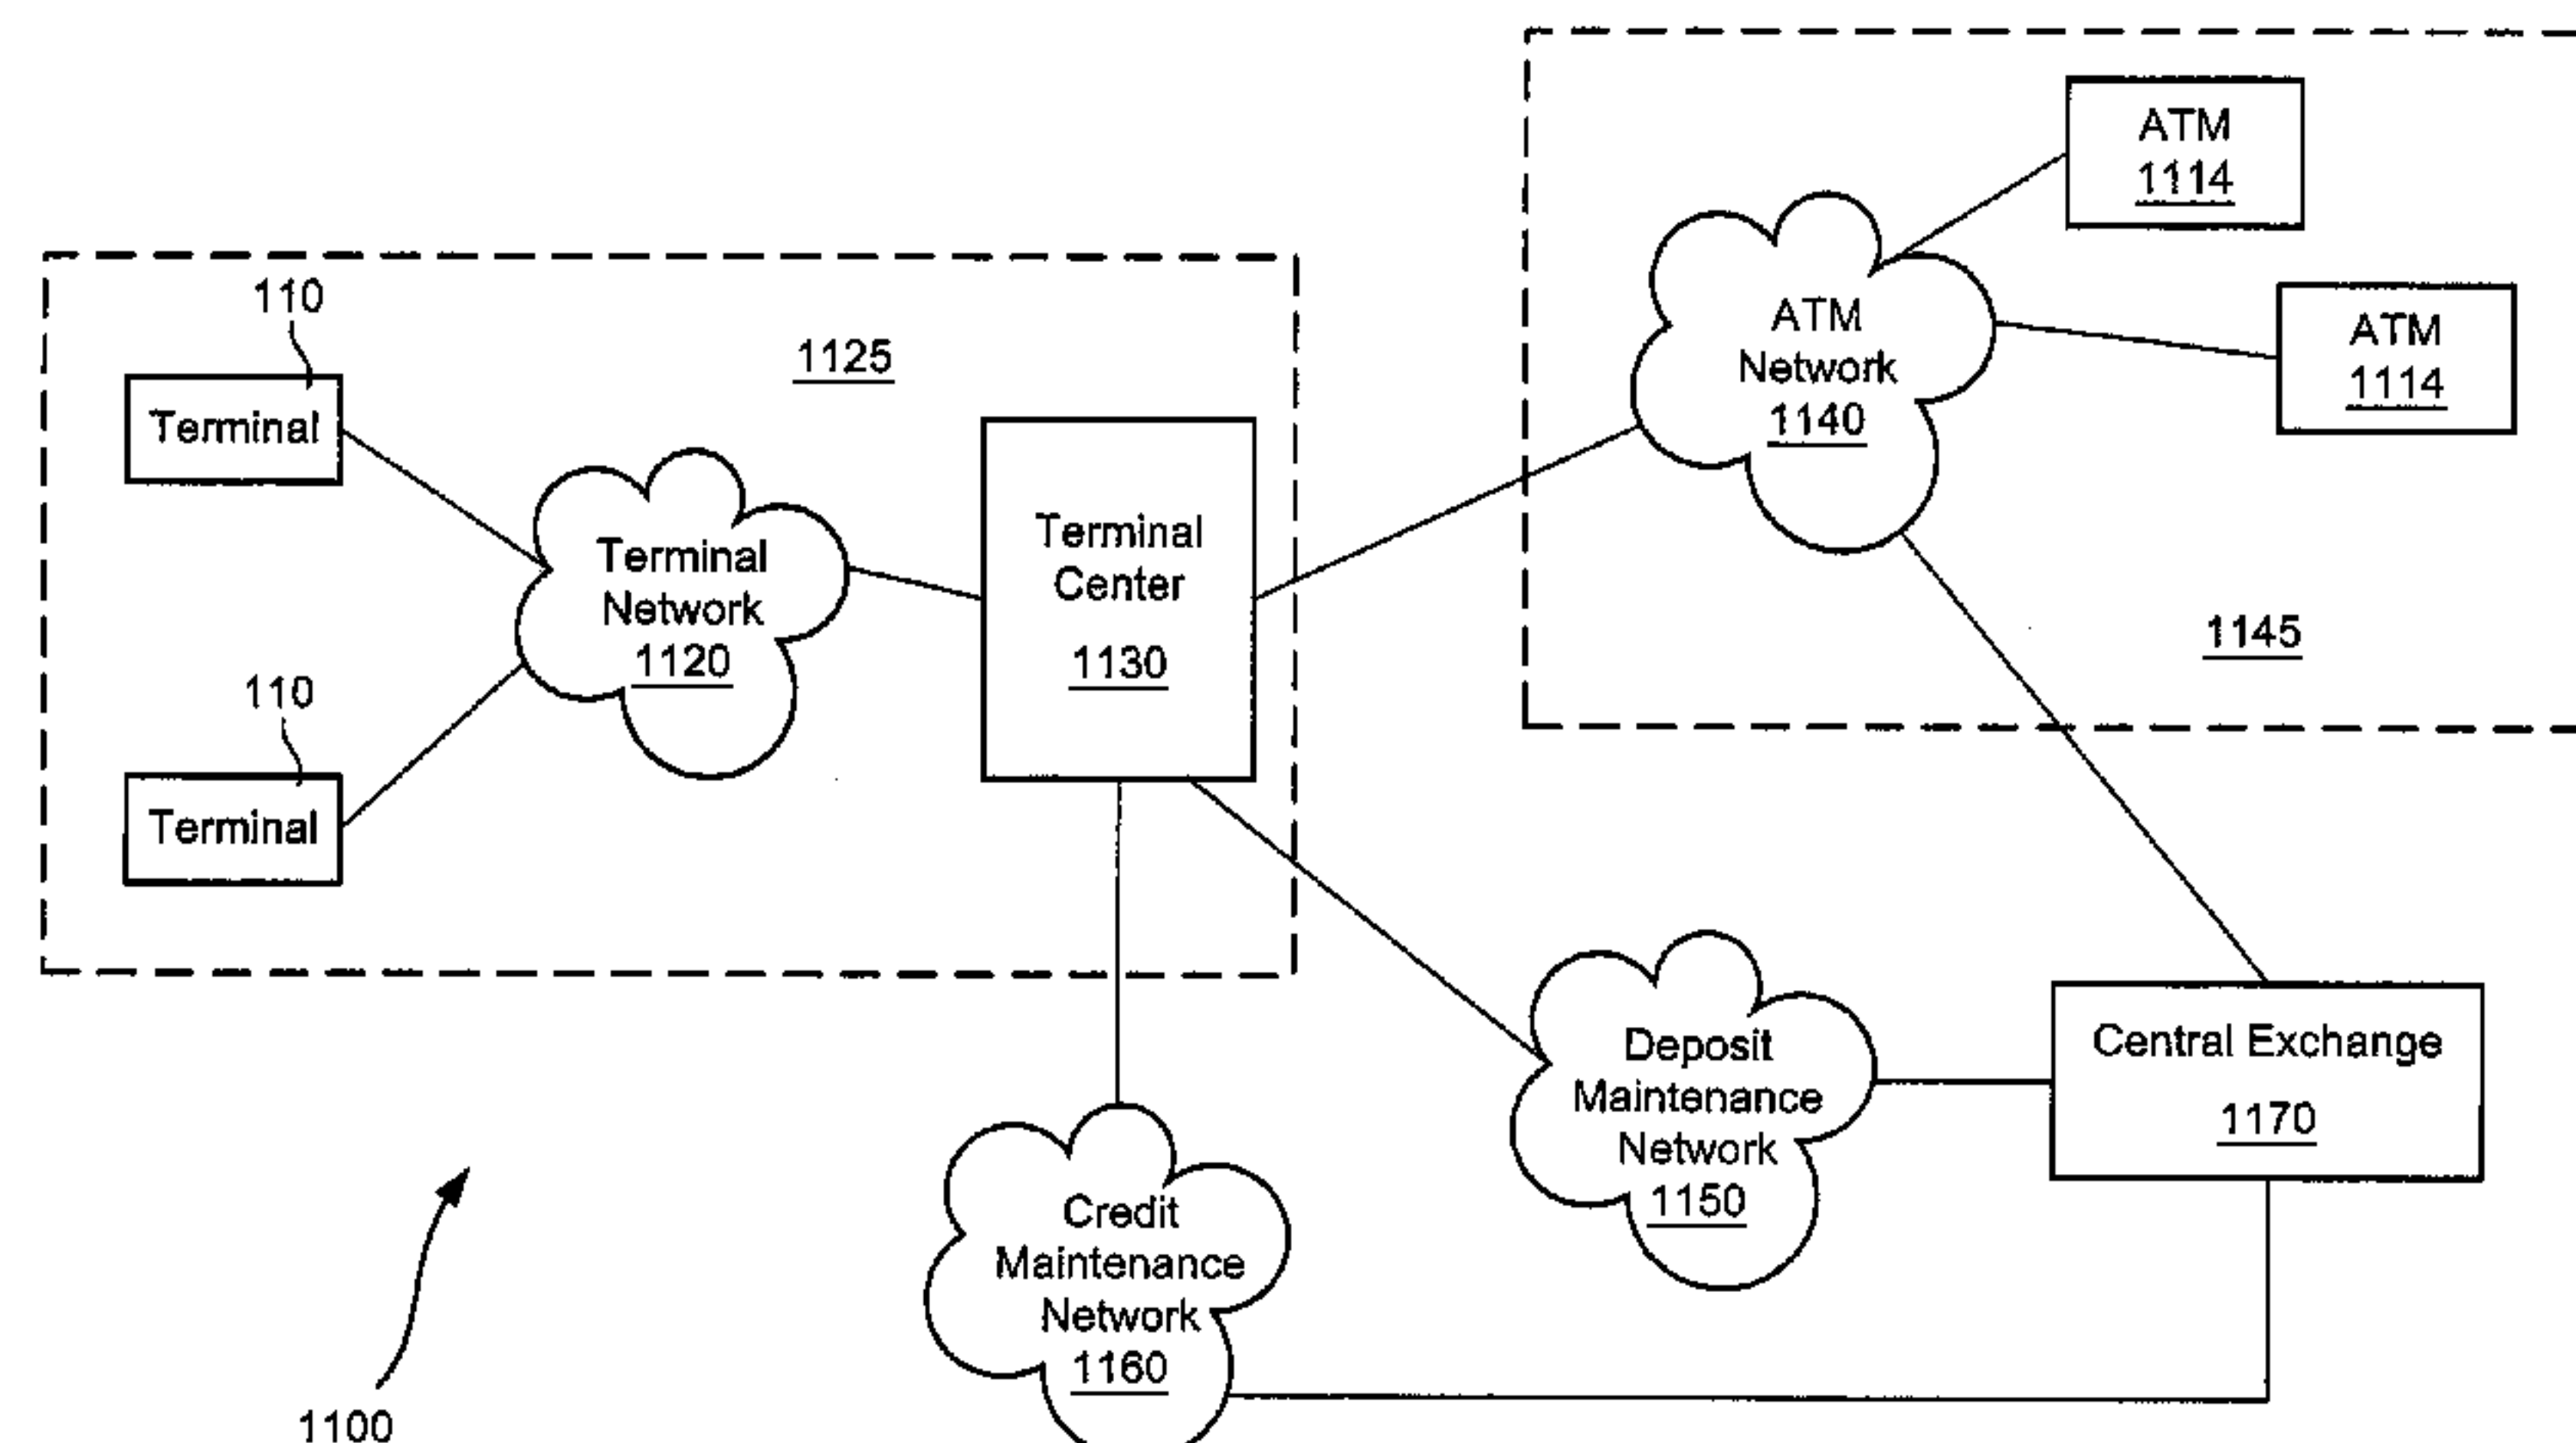 ATM
1114
ATM
1114
ATM
Network
1140
1145
110
Terminal
1125
Terminal
Network
1120
Terminal
Center
1130
110
Terminal
Deposit
Maintenance
Network
1150
Central Exchange
1170
Credit
Maintenance
Network
1160
1100